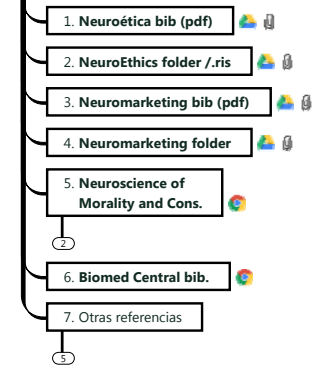 1. Neuroética bib (pdf)
2. NeuroEthics folder /.ris
3. Neuromarketing bib (pdf)
4. Neuromarketing folder
5. Neuroscience of
Morality and Cons.
2
6. Biomed Central bib.
7. Otras referencias
5